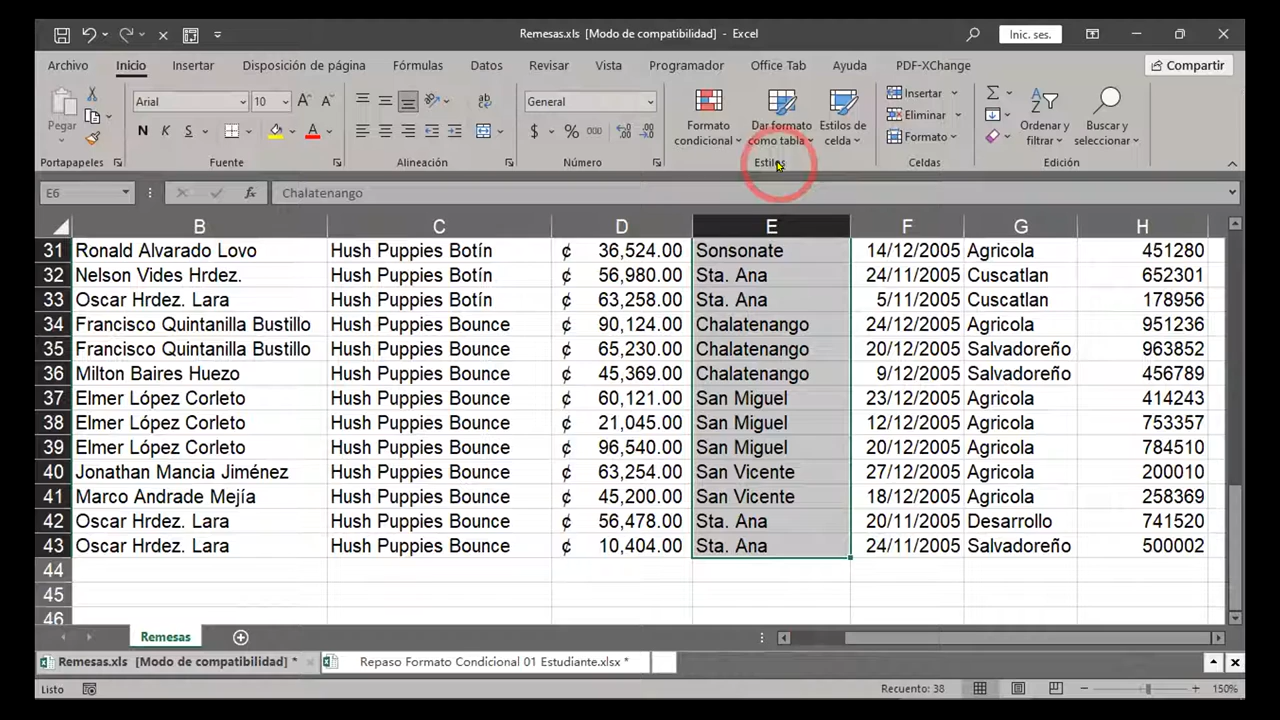 Remesas.xls [Modo de compatibilidad] - Excel
Inic. ses.
Archivo Inicio Insertar Disposición de página Fórmulas Datos Revisar Vista Programador Office Tab Ayuda PDF-XChange Compartir
Pegar
Arial 10
N K S
General
$ % 000
Formato condicional
Dar formato como tabla
Estilos de celda
Insertar
Eliminar
Formato
Ordenar y filtrar
Buscar y seleccionar
Portapapeles Fuente Alineación Número Estilos Celdas Edición
E6 fx Chalatenango
B C D E F G H
31 Ronald Alvarado Lovo Hush Puppies Botín ¢ 36,524.00 Sonsonate 14/12/2005 Agricola 451280
32 Nelson Vides Hrdez. Hush Puppies Botín ¢ 56,980.00 Sta. Ana 24/11/2005 Cuscatlan 652301
33 Oscar Hrdez. Lara Hush Puppies Botín ¢ 63,258.00 Sta. Ana 5/11/2005 Cuscatlan 178956
34 Francisco Quintanilla Bustillo Hush Puppies Bounce ¢ 90,124.00 Chalatenango 24/12/2005 Agricola 951236
35 Francisco Quintanilla Bustillo Hush Puppies Bounce ¢ 65,230.00 Chalatenango 20/12/2005 Salvadoreño 963852
36 Milton Baires Huezo Hush Puppies Bounce ¢ 45,369.00 Chalatenango 9/12/2005 Salvadoreño 456789
37 Elmer López Corleto Hush Puppies Bounce ¢ 60,121.00 San Miguel 23/12/2005 Agricola 414243
38 Elmer López Corleto Hush Puppies Bounce ¢ 21,045.00 San Miguel 12/12/2005 Agricola 753357
39 Elmer López Corleto Hush Puppies Bounce ¢ 96,540.00 San Miguel 20/12/2005 Agricola 784510
40 Jonathan Mancia Jiménez Hush Puppies Bounce ¢ 63,254.00 San Vicente 27/12/2005 Agricola 200010
41 Marco Andrade Mejía Hush Puppies Bounce ¢ 45,200.00 San Vicente 18/12/2005 Agricola 258369
42 Oscar Hrdez. Lara Hush Puppies Bounce ¢ 56,478.00 Sta. Ana 20/11/2005 Desarrollo 741520
43 Oscar Hrdez. Lara Hush Puppies Bounce ¢ 10,404.00 Sta. Ana 24/11/2005 Salvadoreño 500002
44
45
46
Remesas
Remesas.xls [Modo de compatibilidad] * Repaso Formato Condicional 01 Estudiante.xlsx *
Listo Recuento: 38 150%